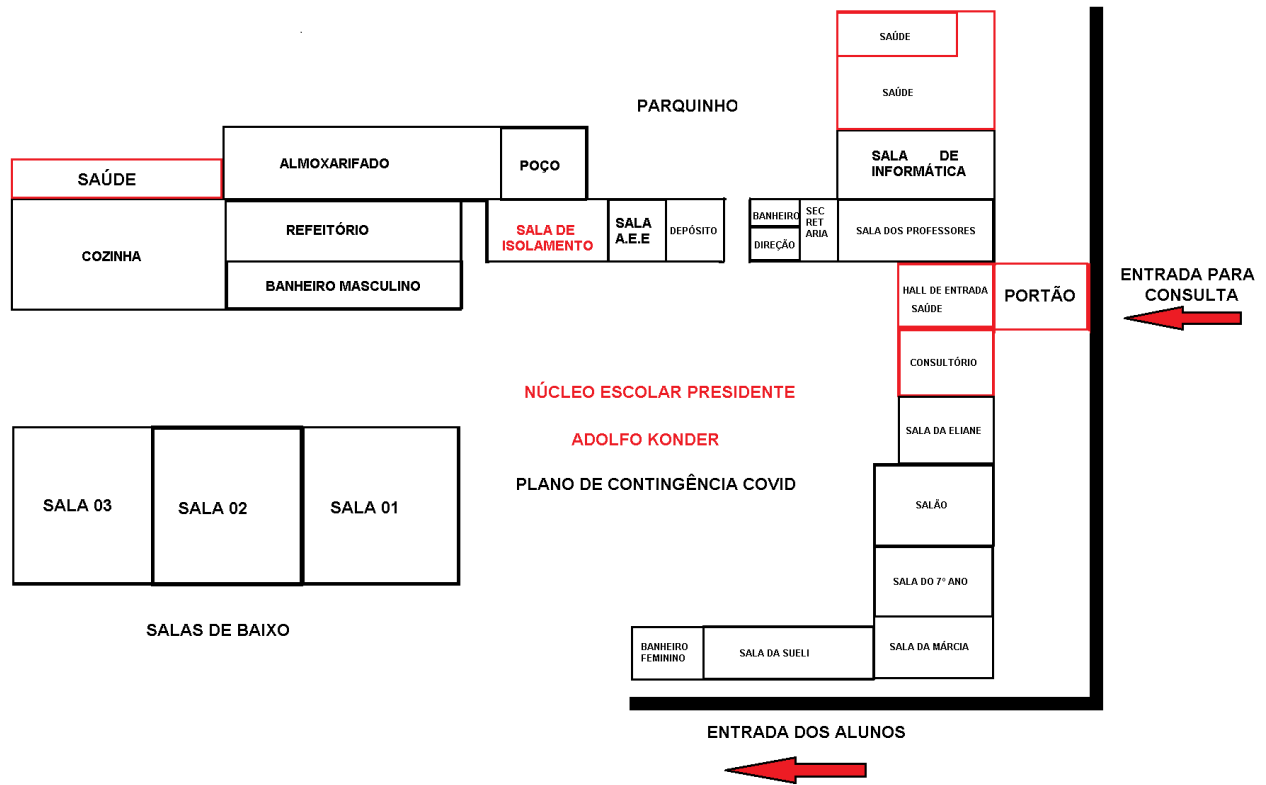 SAÚDE
SAÚDE
PARQUINHO
ALMOXARIFADO
POÇO
SALA DE
INFORMÁTICA
SAÚDE
COZINHA
REFEITÓRIO
BANHEIRO MASCULINO
SALA DE
ISOLAMENTO
SALA
A.E.E
DEPÓSITO
BANHEIRO
DIREÇÃO
SEC
RET
ARIA
SALA DOS PROFESSORES
HALL DE ENTRADA
SAÚDE
PORTÃO
ENTRADA PARA
CONSULTA
CONSULTÓRIO
NÚCLEO ESCOLAR PRESIDENTE
ADOLFO KONDER
PLANO DE CONTINGÊNCIA COVID
SALA DA ELIANE
SALA 03
SALA 02
SALA 01
SALÃO
SALA DO 7º ANO
SALAS DE BAIXO
BANHEIRO
FEMININO
SALA DA SUELI
SALA DA MÁRCIA
ENTRADA DOS ALUNOS